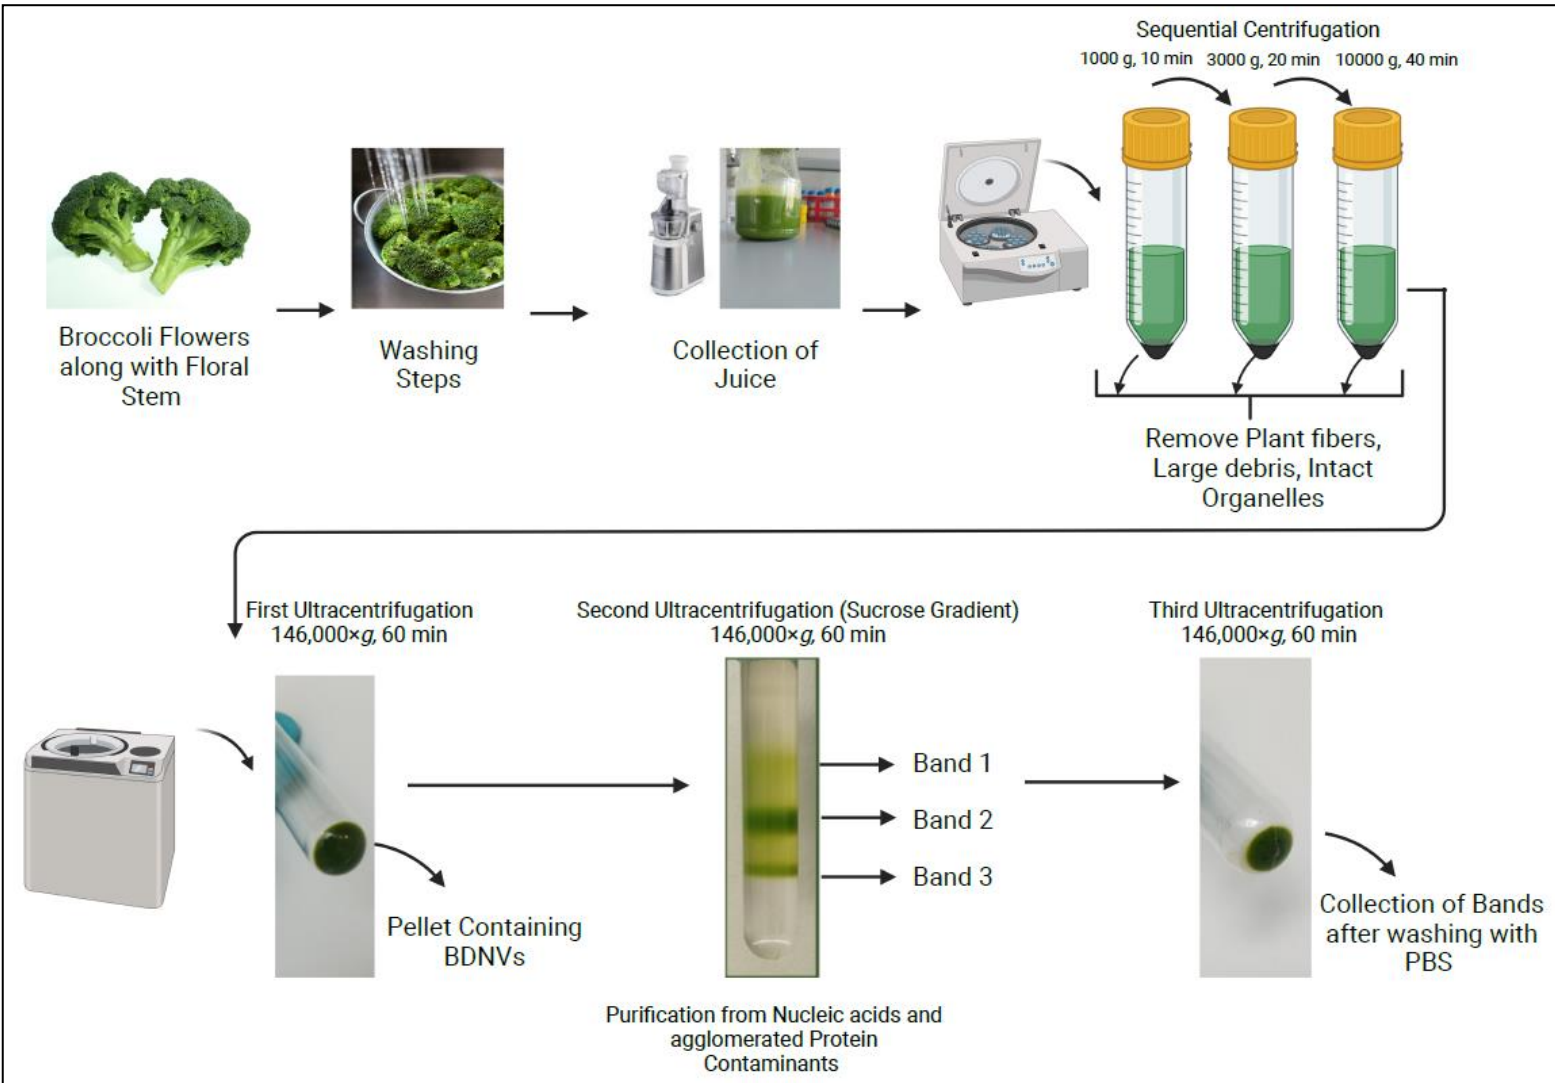 Sequential Centrifugation
1000 g, 10 min 3000 g, 20 min 10000 g, 40 min
Broccoli Flowers
along with Floral
Stem
Washing
Steps
Collection of
Juice
Remove Plant fibers,
Large debris, Intact
Organelles
First Ultracentrifugation
146,000×g, 60 min
Second Ultracentrifugation (Sucrose Gradient)
146,000×g, 60 min
Third Ultracentrifugation
146,000×g, 60 min
Band 1
Band 2
Band 3
Pellet Containing
BDNVs
Collection of Bands
after washing with
PBS
Purification from Nucleic acids and
agglomerated Protein
Contaminants